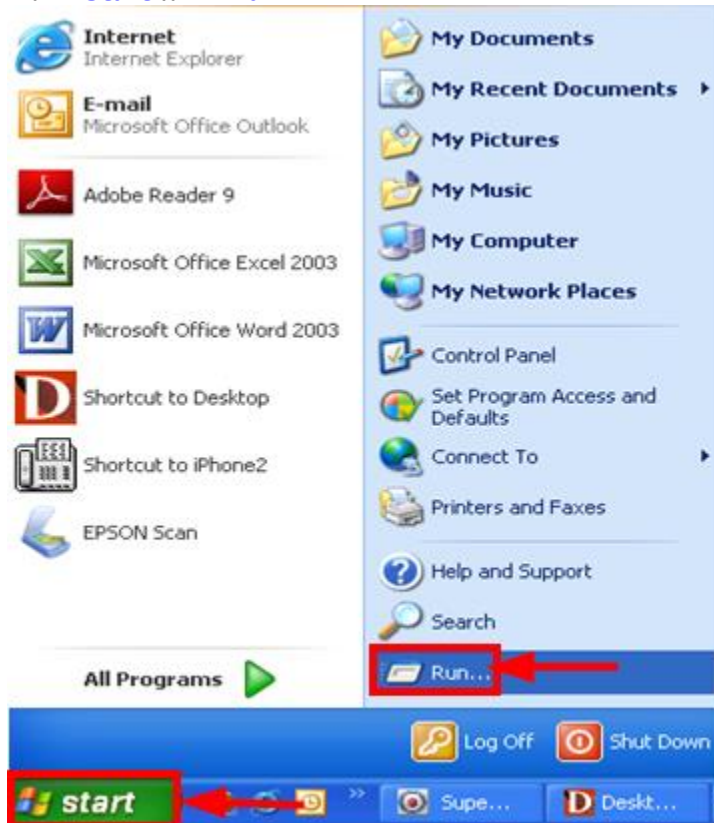 Internet
Internet Explorer
E-mail
Microsoft Office Outlook
Adobe Reader 9
Microsoft Office Excel 2003
Microsoft Office Word 2003
Shortcut to Desktop
Shortcut to iPhone2
EPSON Scan
All Programs
My Documents
My Recent Documents
My Pictures
My Music
My Computer
My Network Places
Control Panel
Set Program Access and
Defaults
Connect To
Printers and Faxes
Help and Support
Search
Run...
Log Off
Shut Down
start
Supe...
Deskt...